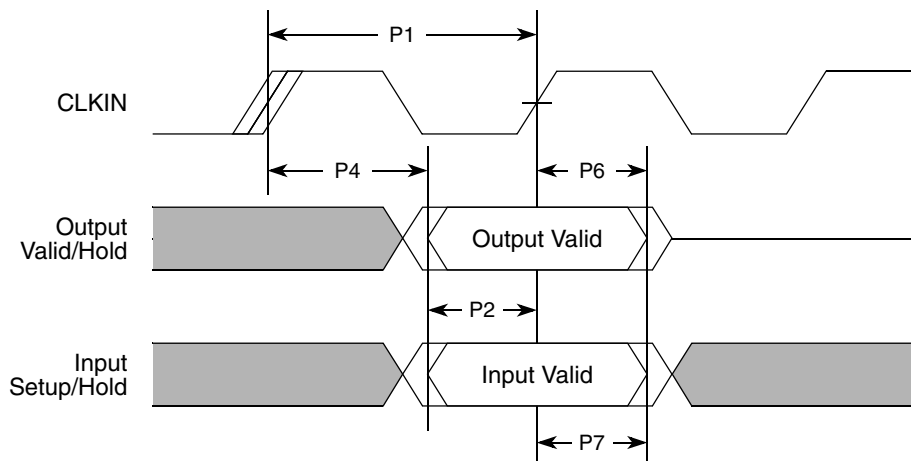 P1
CLKIN
P4
P6
Output
Valid/Hold
Output Valid
P2
Input
Setup/Hold
Input Valid
P7